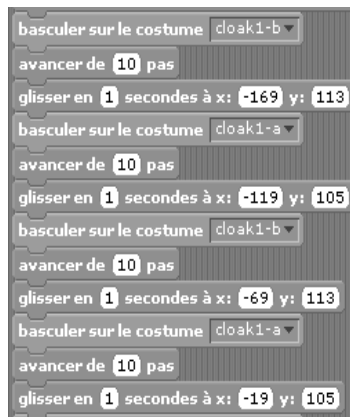 basculer sur le costume cloak1-b
avancer de 10 pas
glisser en 1 secondes à x: -169 y: 113
basculer sur le costume cloak1-a
avancer de 10 pas
glisser en 1 secondes à x: -119 y: 105
basculer sur le costume cloak1-b
avancer de 10 pas
glisser en 1 secondes à x: -69 y: 113
basculer sur le costume cloak1-a
avancer de 10 pas
glisser en 1 secondes à x: -19 y: 105